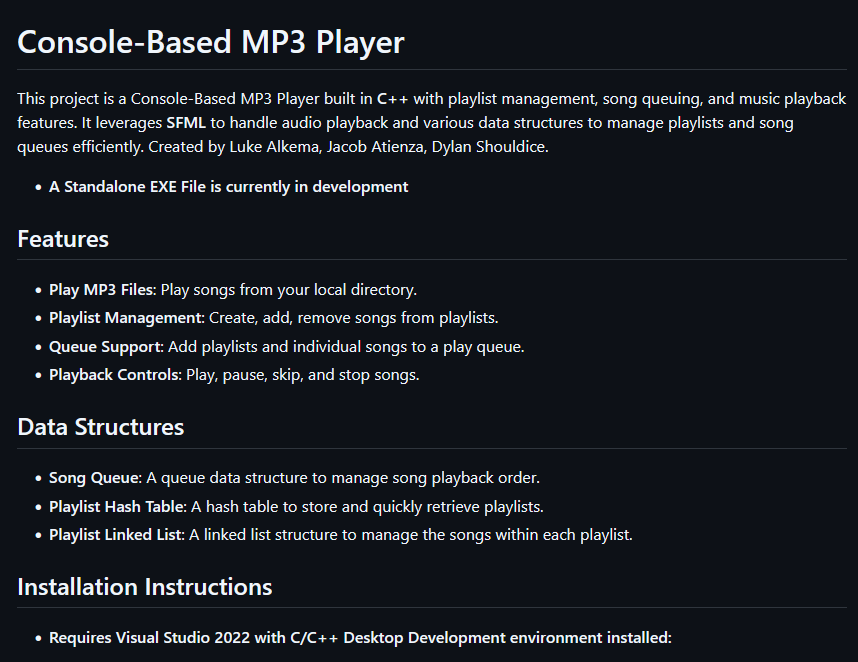 Console-Based MP3 Player
This project is a Console-Based MP3 Player built in C++ with playlist management, song queuing, and music playback
features. It leverages SFML to handle audio playback and various data structures to manage playlists and song
queues efficiently. Created by Luke Alkema, Jacob Atienza, Dylan Shouldice.
• A Standalone EXE File is currently in development
Features
• Play MP3 Files: Play songs from your local directory.
• Playlist Management: Create, add, remove songs from playlists.
• Queue Support: Add playlists and individual songs to a play queue.
• Playback Controls: Play, pause, skip, and stop songs.
Data Structures
• Song Queue: A queue data structure to manage song playback order.
• Playlist Hash Table: A hash table to store and quickly retrieve playlists.
• Playlist Linked List: A linked list structure to manage the songs within each playlist.
Installation Instructions
• Requires Visual Studio 2022 with C/C++ Desktop Development environment installed: